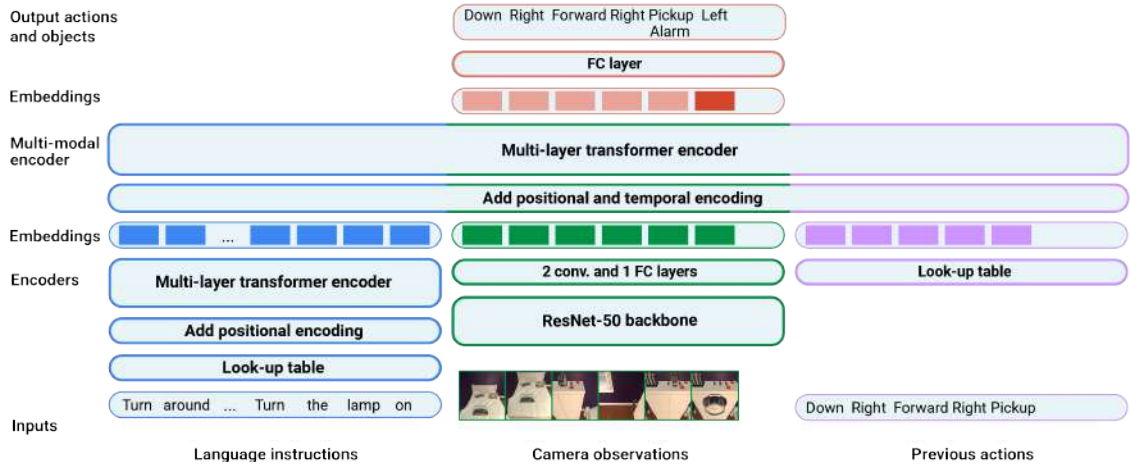 Output actions and objects
Down Right Forward Right Pickup Left
Alarm
FC layer
Embeddings
Multi-modal encoder
Multi-layer transformer encoder
Add positional and temporal encoding
Embeddings
...
Encoders
Multi-layer transformer encoder
2 conv. and 1 FC layers
Look-up table
Add positional encoding
ResNet-50 backbone
Look-up table
Inputs
Turn around ... Turn the lamp on
Down Right Forward Right Pickup
Language instructions
Camera observations
Previous actions